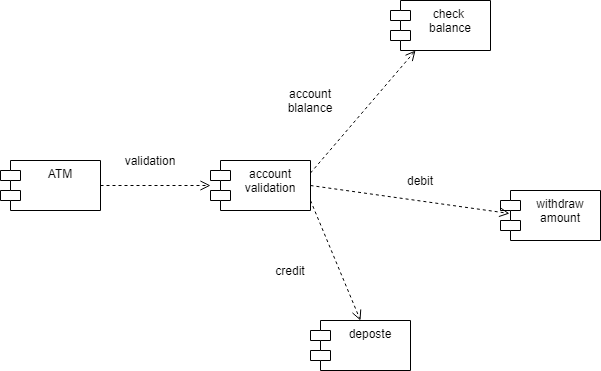 check
balance
account
blalance
validation
ATM
account
validation
debit
withdraw
amount
credit
deposte